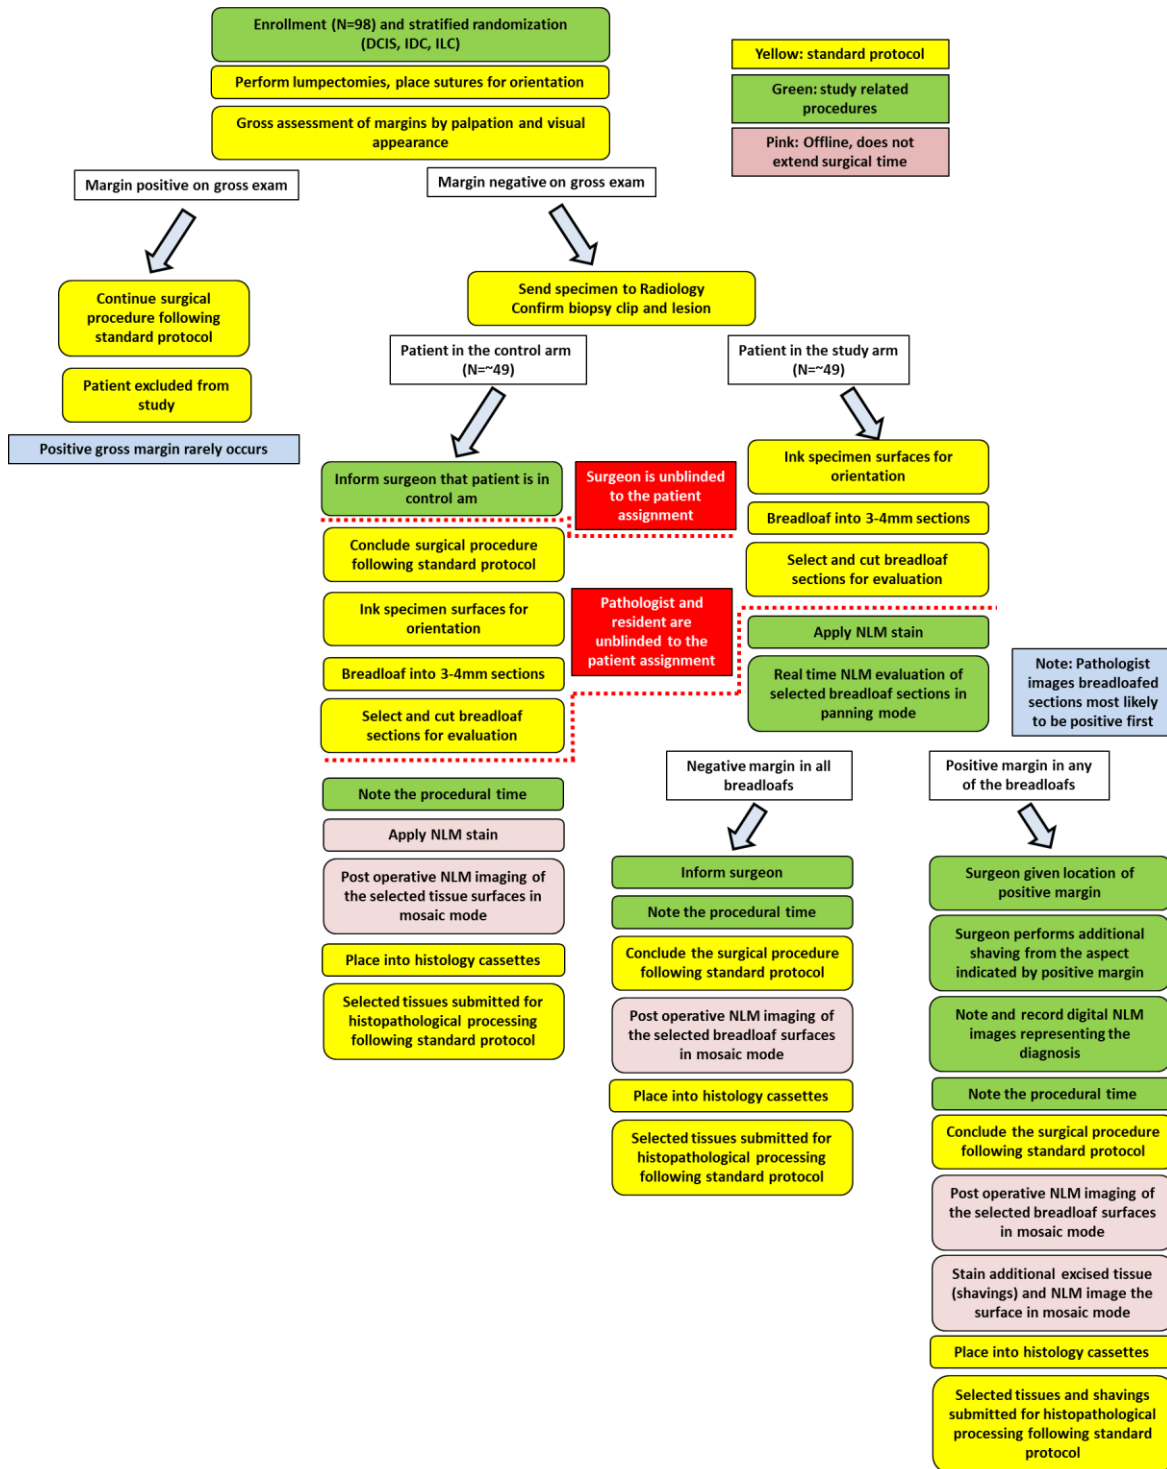 Enrollment (N=98) and stratified randomization
(DCIS, IDC, ILC)
Perform lumpectomies, place sutures for orientation
Gross assessment of margins by palpation and visual
appearance
Yellow: standard protocol
Green: study related
procedures
Pink: Offline, does not
extend surgical time
Margin positive on gross exam
Margin negative on gross exam
Continue surgical
procedure following
standard protocol
Patient excluded from
study
Positive gross margin rarely occurs
Send specimen to Radiology
Confirm biopsy clip and lesion
Patient in the control arm
(N=~49)
Patient in the study arm
(N=~49)
Inform surgeon that patient is in
control am
Surgeon is unblinded
to the patient
assignment
Conclude surgical procedure
following standard protocol
Ink specimen surfaces for
orientation
Breadloaf into 3-4mm sections
Select and cut breadloaf
sections for evaluation
Pathologist and
resident are
unblinded to the
patient assignment
Ink specimen surfaces for
orientation
Breadloaf into 3-4mm sections
Select and cut breadloaf
sections for evaluation
Apply NLM stain
Real time NLM evaluation of
selected breadloaf sections in
panning mode
Note: Pathologist
images breadloafed
sections most likely
to be positive first
Note the procedural time
Apply NLM stain
Post operative NLM imaging of
the selected tissue surfaces in
mosaic mode
Place into histology cassettes
Selected tissues submitted for
histopathological processing
following standard protocol
Negative margin in all
breadloafs
Positive margin in any
of the breadloafs
Inform surgeon
Note the procedural time
Conclude the surgical procedure
following standard protocol
Post operative NLM imaging of
the selected breadloaf surfaces
in mosaic mode
Place into histology cassettes
Selected tissues submitted for
histopathological processing
following standard protocol
Surgeon given location of
positive margin
Surgeon performs additional
shaving from the aspect
indicated by positive margin
Note and record digital NLM
images representing the
diagnosis
Note the procedural time
Conclude the surgical procedure
following standard protocol
Post operative NLM imaging of
the selected breadloaf surfaces
in mosaic mode
Stain additional excised tissue
(shavings) and NLM image the
surface in mosaic mode
Place into histology cassettes
Selected tissues and shavings
submitted for histopathological
processing following standard
protocol